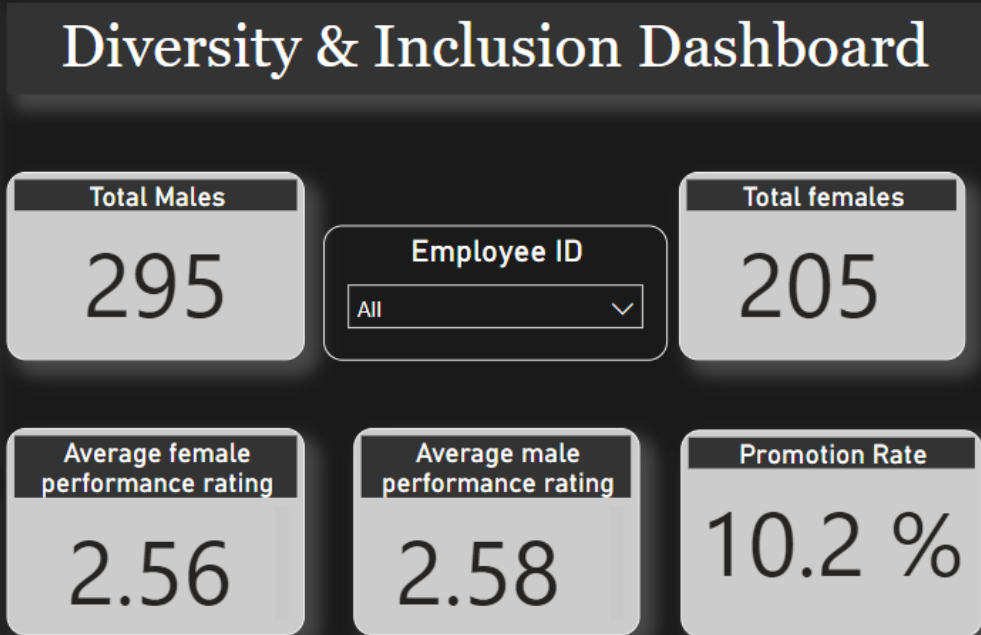 Diversity & Inclusion Dashboard
Total Males
295
Employee ID
All
Total females
205
Average female
performance rating
2.56
Average male
performance rating
2.58
Promotion Rate
10.2 %